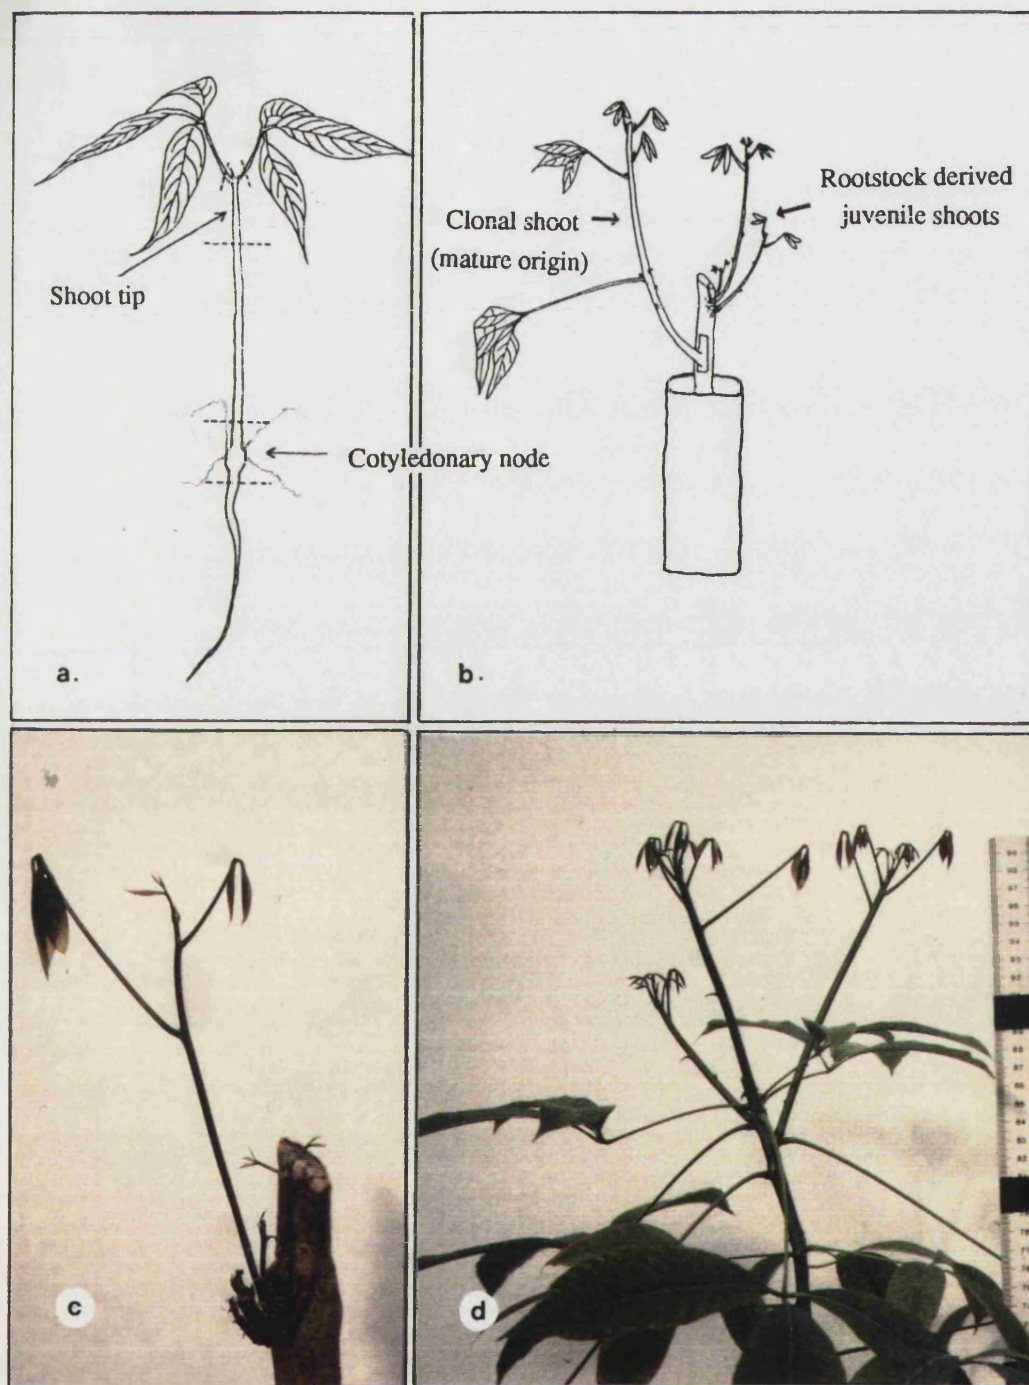 Shoot tip
Cotyledonary node
a.
Clonal shoot
(mature origin)
Rootstock derived
juvenile shoots
b.
c
d